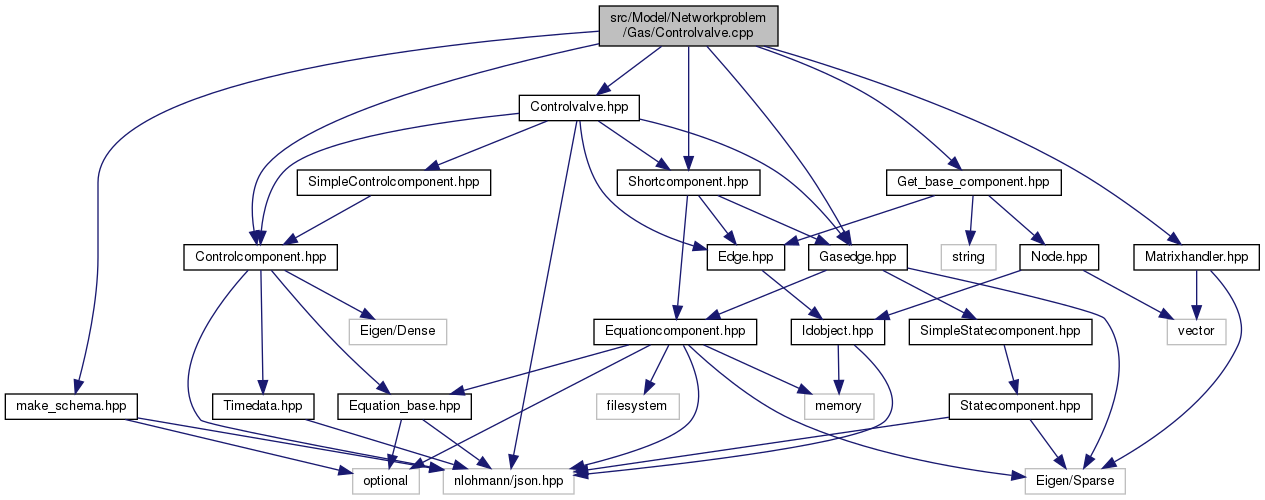 src/Model/Networkproblem
/Gas/Controlvalve.cpp
Controlvalve.hpp
SimpleControlcomponent.hpp
Shortcomponent.hpp
Get_base_component.hpp
Controlcomponent.hpp
Edge.hpp
Gasedge.hpp
string
Node.hpp
Matrixhandler.hpp
Eigen/Dense
Equationcomponent.hpp
Idobject.hpp
SimpleStatecomponent.hpp
vector
make_schema.hpp
Timedata.hpp
Equation_base.hpp
filesystem
memory
Statecomponent.hpp
optional
nlohmann/json.hpp
Eigen/Sparse